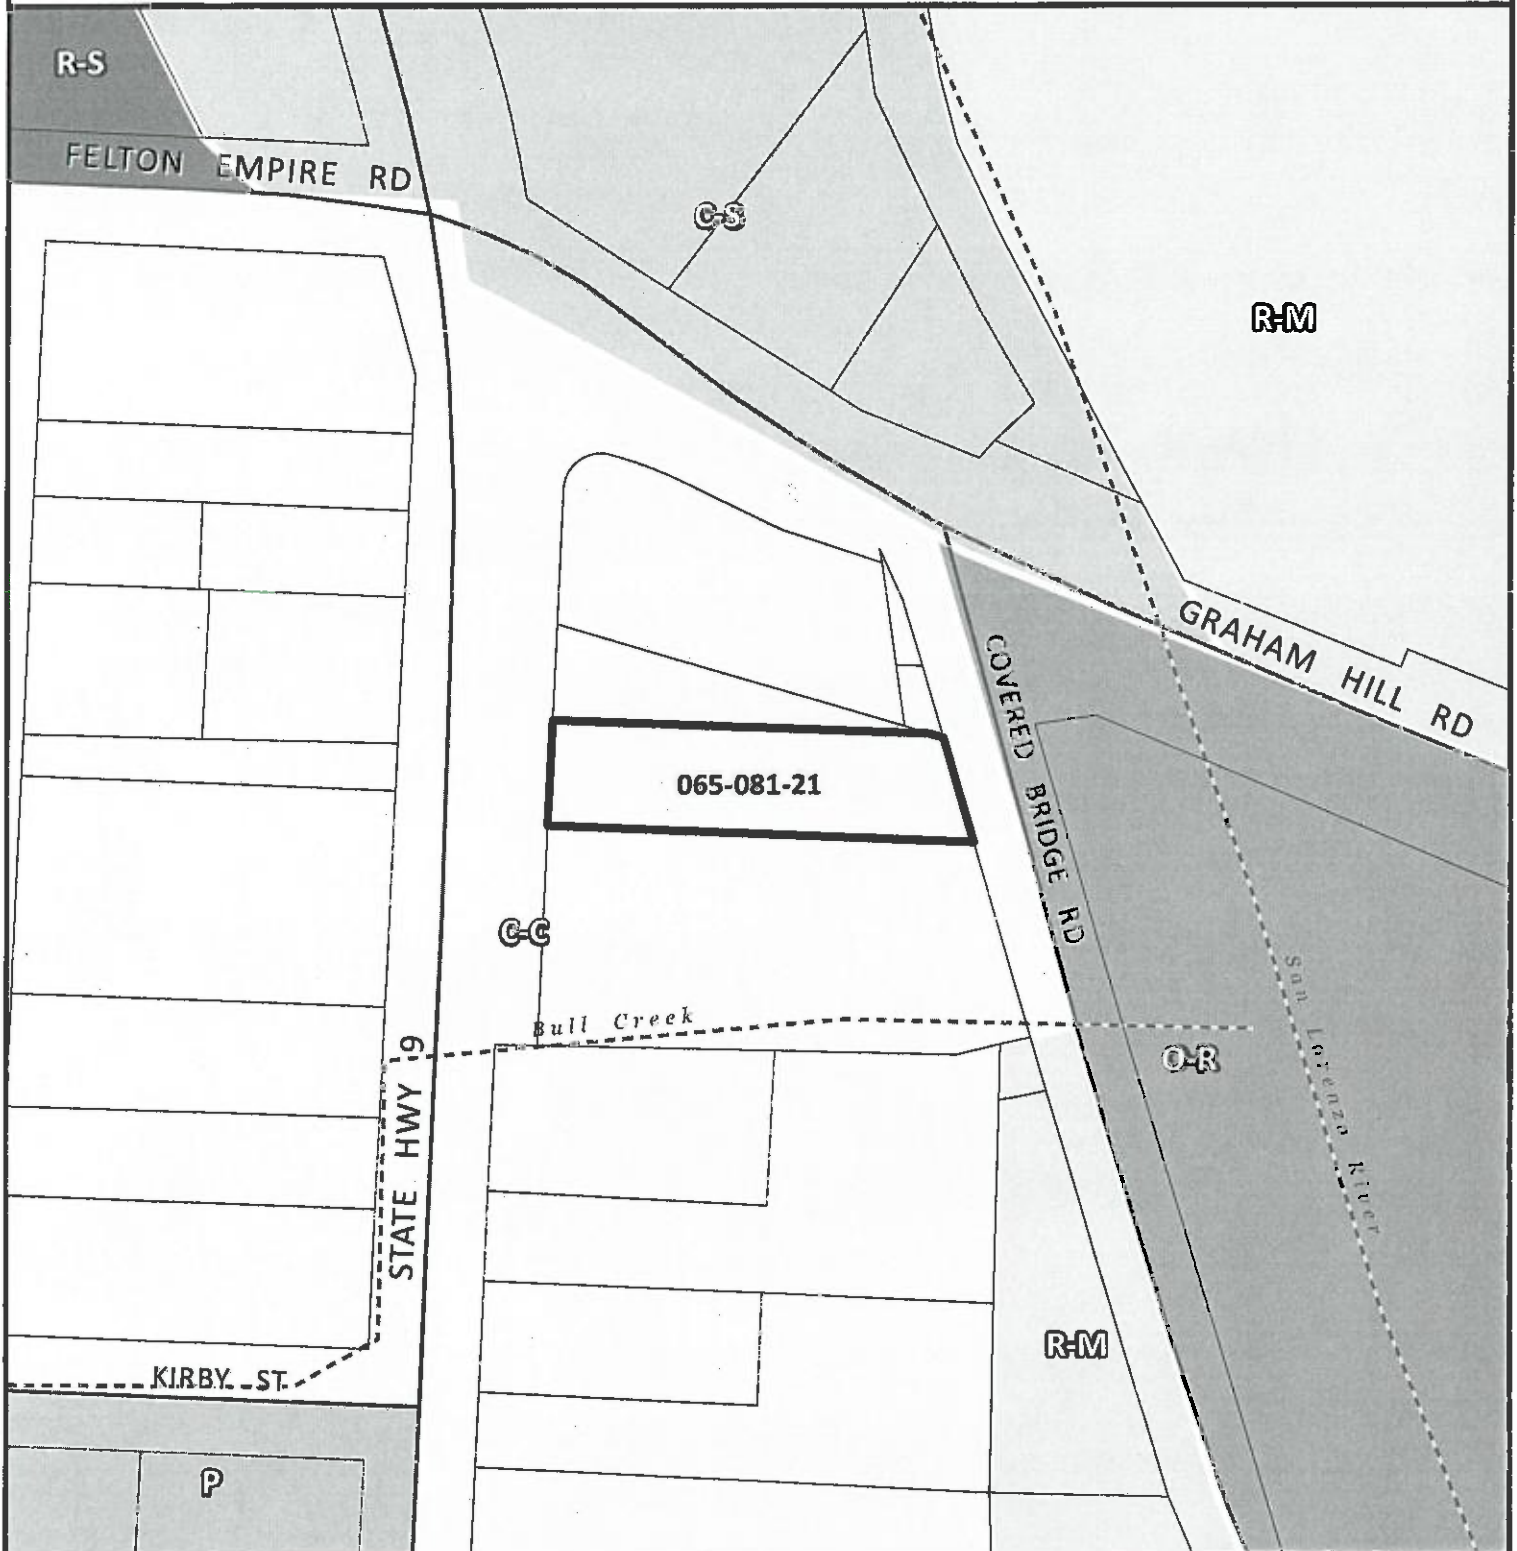 R-S
FELTON EMPIRE RD
C-S
R-M
GRAHAM HILL RD
COVERED BRIDGE RD
065-081-21
C-C
Bull Creek
San Lorenzo River
O-R
STATE HWY 9
R-M
KIRBY ST
P